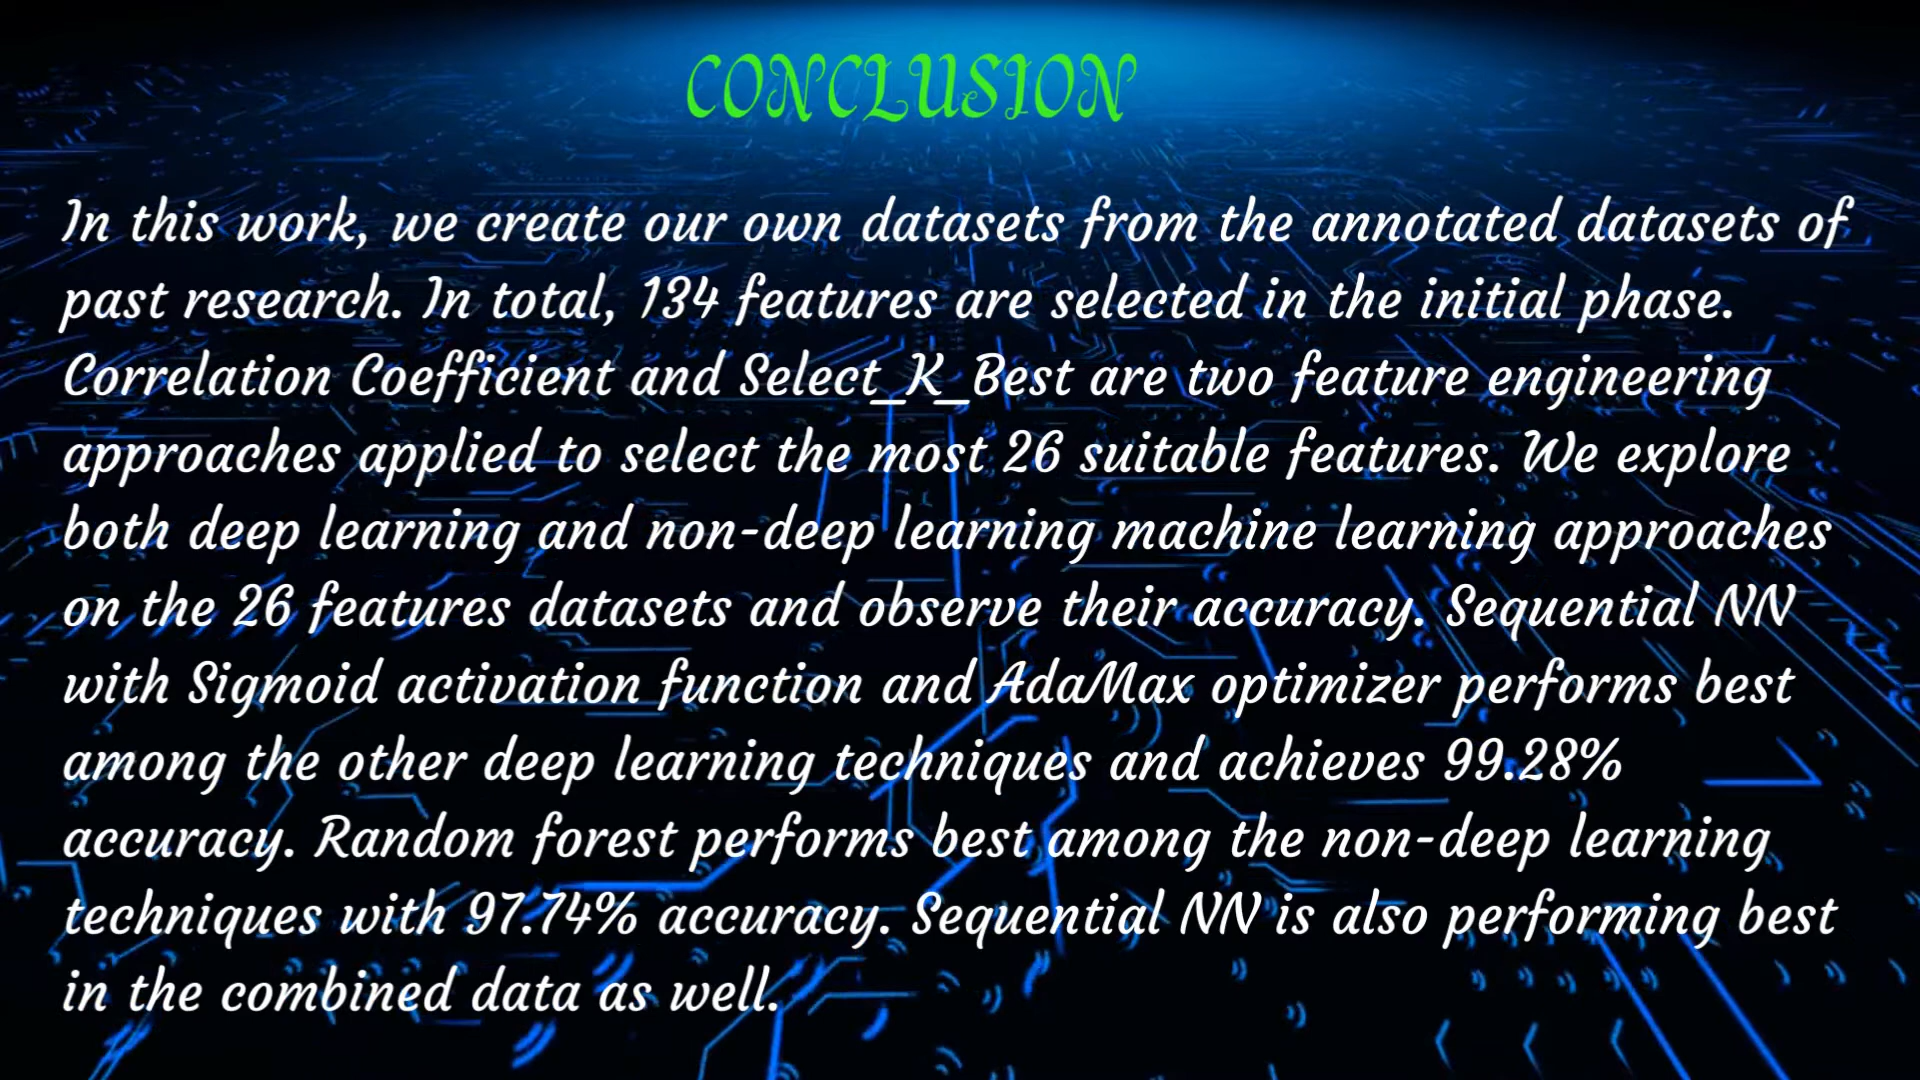 CONCLUSION
In this work, we create our own datasets from the annotated datasets of
past research. In total, 134 features are selected in the initial phase.
Correlation Coefficient and Select_K_Best are two feature engineering
approaches applied to select the most 26 suitable features. We explore
both deep learning and non-deep learning machine learning approaches
on the 26 features datasets and observe their accuracy. Sequential NN
with Sigmoid activation function and AdaMax optimizer performs best
among the other deep learning techniques and achieves 99.28%
accuracy. Random forest performs best among the non-deep learning
techniques with 97.74% accuracy. Sequential NN is also performing best
in the combined data as well.